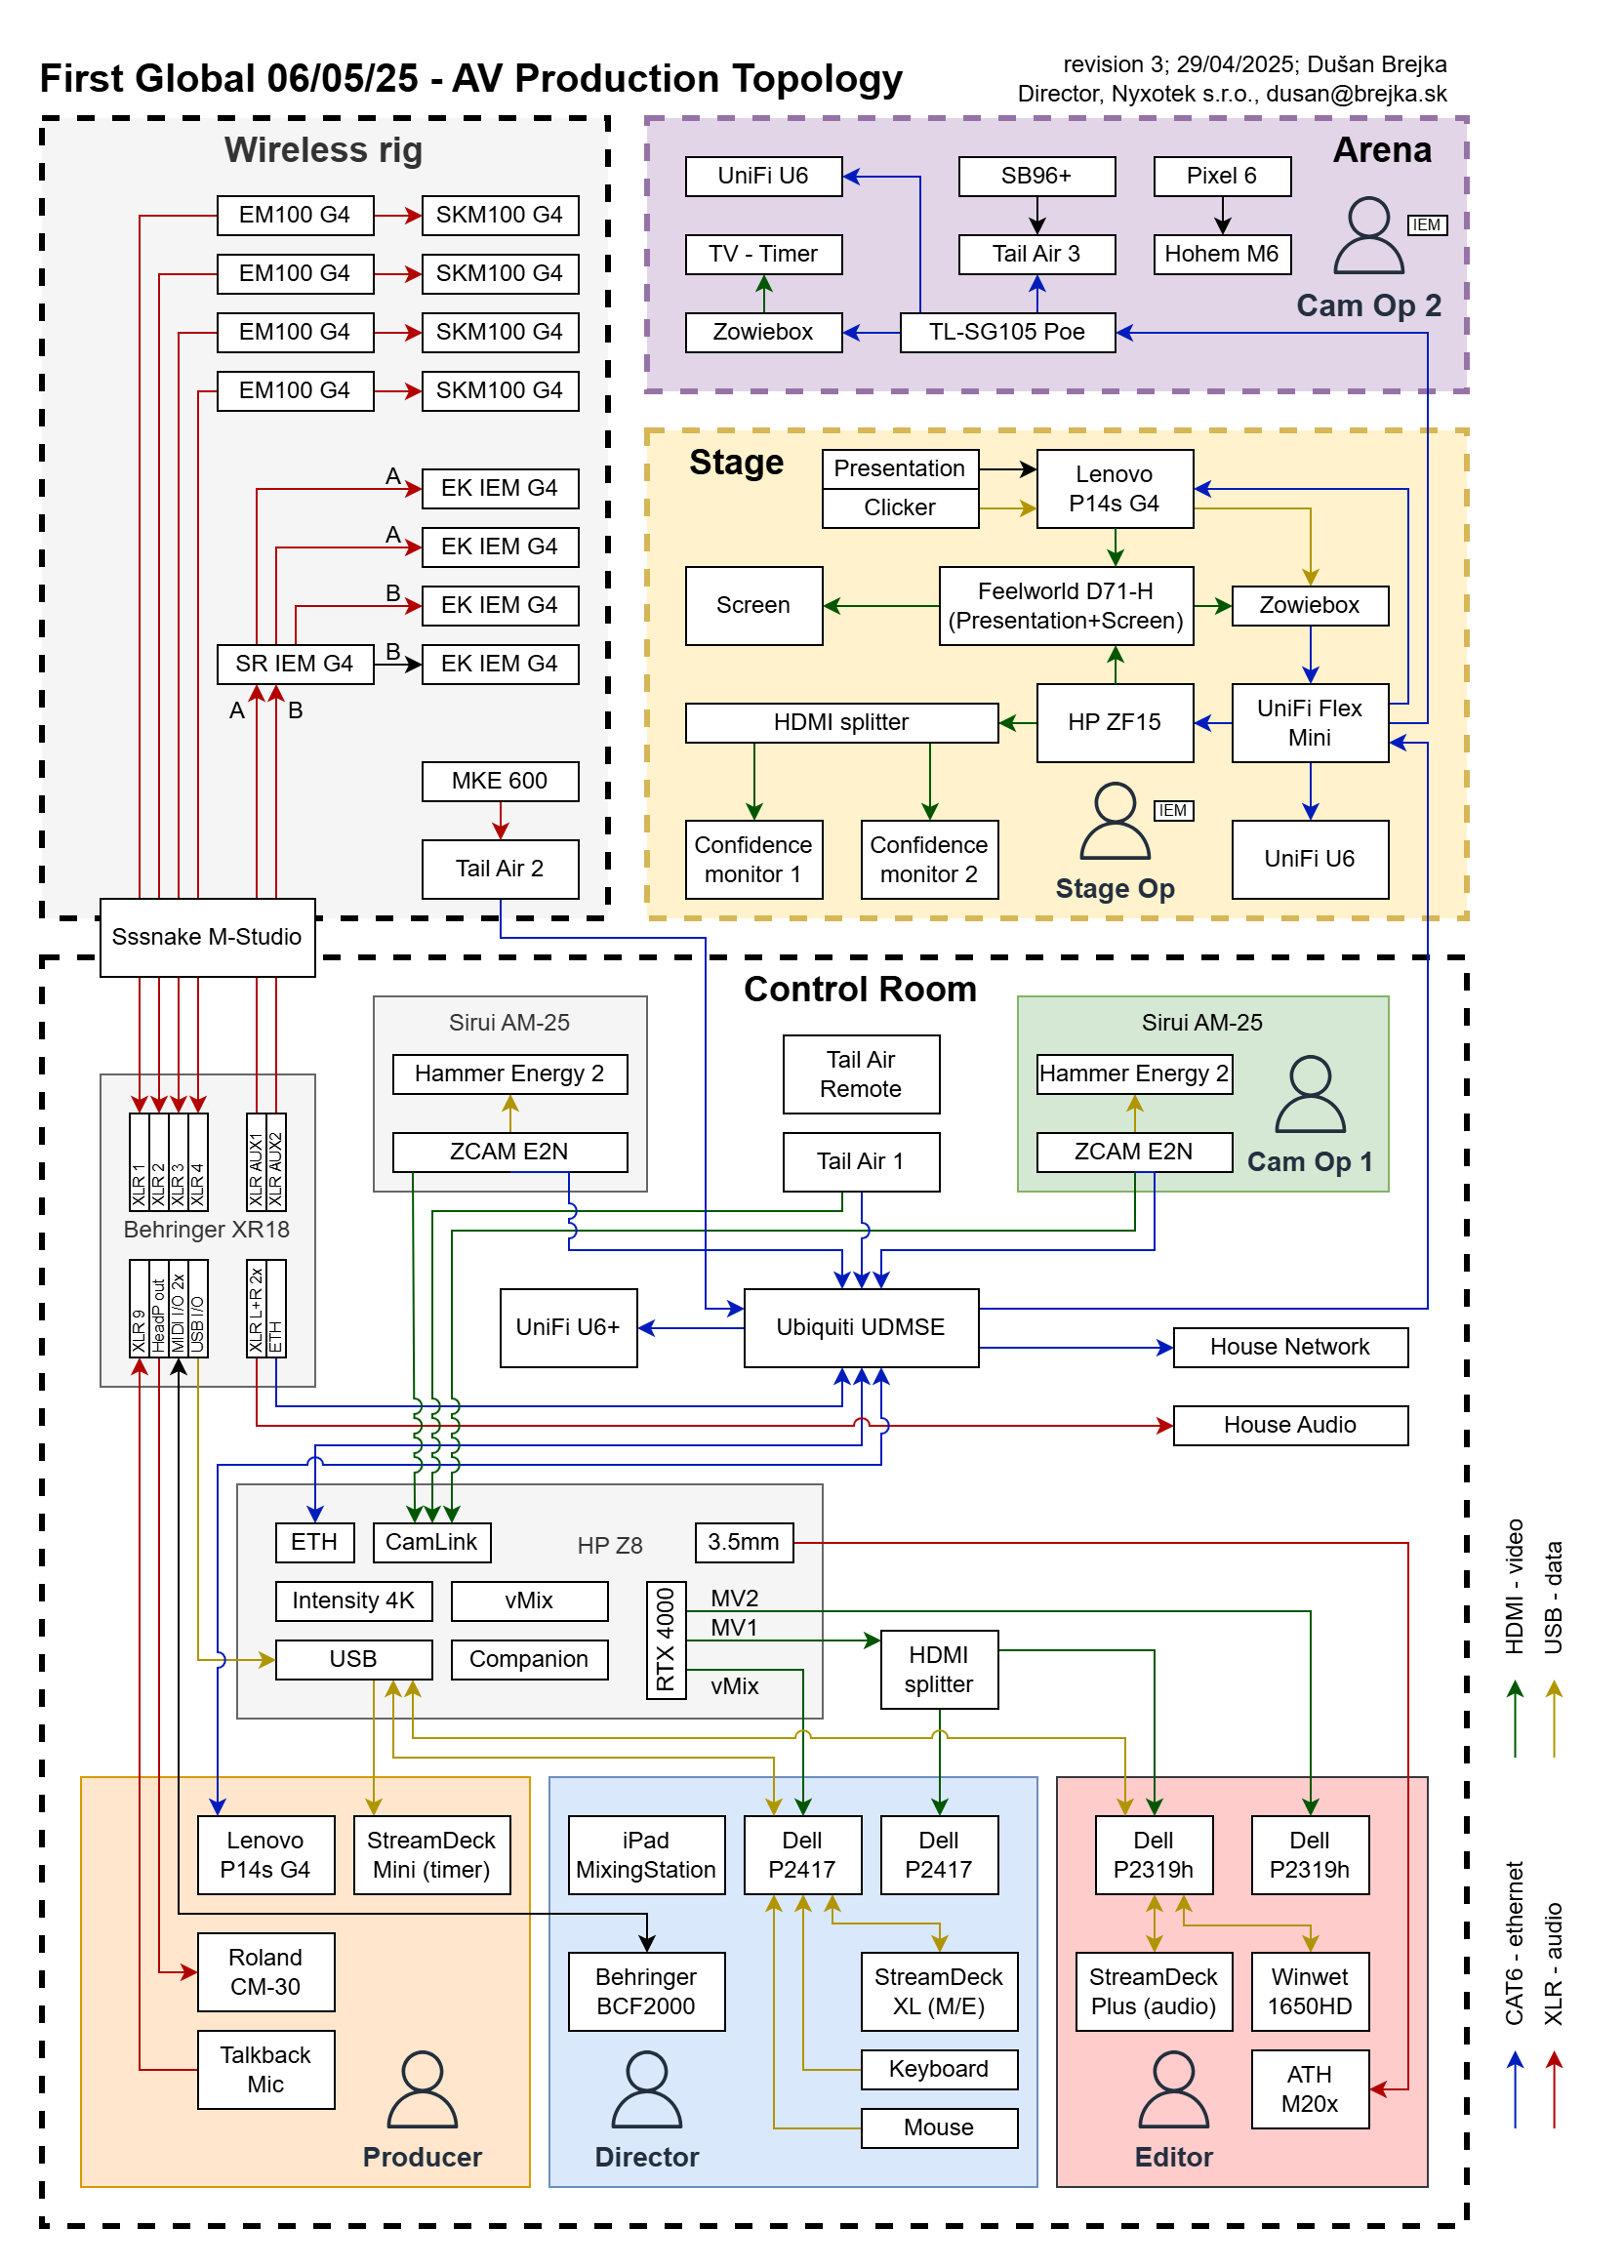 First Global 06/05/25 - AV Production Topology
revision 3; 29/04/2025; Dušan Brejka
Director, Nyxotek s.r.o., dusan@brejka.sk
Wireless rig
EM100 G4
SKM100 G4
EM100 G4
SKM100 G4
EM100 G4
SKM100 G4
EM100 G4
SKM100 G4
A
EK IEM G4
A
EK IEM G4
B
EK IEM G4
SR IEM G4
B
EK IEM G4
A
B
MKE 600
Tail Air 2
Sssnake M-Studio
Arena
UniFi U6
SB96+
Pixel 6
IEM
TV - Timer
Tail Air 3
Hohem M6
Cam Op 2
Zowiebox
TL-SG105 Poe
Stage
Presentation
Clicker
Lenovo
P14s G4
Screen
Feelworld D71-H
(Presentation+Screen)
Zowiebox
HDMI splitter
HP ZF15
UniFi Flex
Mini
Confidence
monitor 1
Confidence
monitor 2
IEM
Stage Op
UniFi U6
Control Room
Sirui AM-25
Hammer Energy 2
ZCAM E2N
Tail Air
Remote
Tail Air 1
Sirui AM-25
Hammer Energy 2
ZCAM E2N
Cam Op 1
XLR 1
XLR 2
XLR 3
XLR 4
XLR AUX1
XLR AUX2
Behringer XR18
XLR 9
HeadP out
MIDI I/O 2x
USB I/O
XLR L+R 2x
ETH
UniFi U6+
Ubiquiti UDMSE
House Network
House Audio
ETH
CamLink
HP Z8
3.5mm
Intensity 4K
vMix
RTX 4000
MV2
MV1
USB
Companion
vMix
HDMI
splitter
Lenovo
P14s G4
StreamDeck
Mini (timer)
Roland
CM-30
Talkback
Mic
Producer
iPad
MixingStation
Dell
P2417
Dell
P2417
Behringer
BCF2000
StreamDeck
XL (M/E)
Keyboard
Mouse
Director
Dell
P2319h
Dell
P2319h
StreamDeck
Plus (audio)
Winwet
1650HD
ATH
M20x
Editor
HDMI - video
USB - data
CAT6 - ethernet
XLR - audio